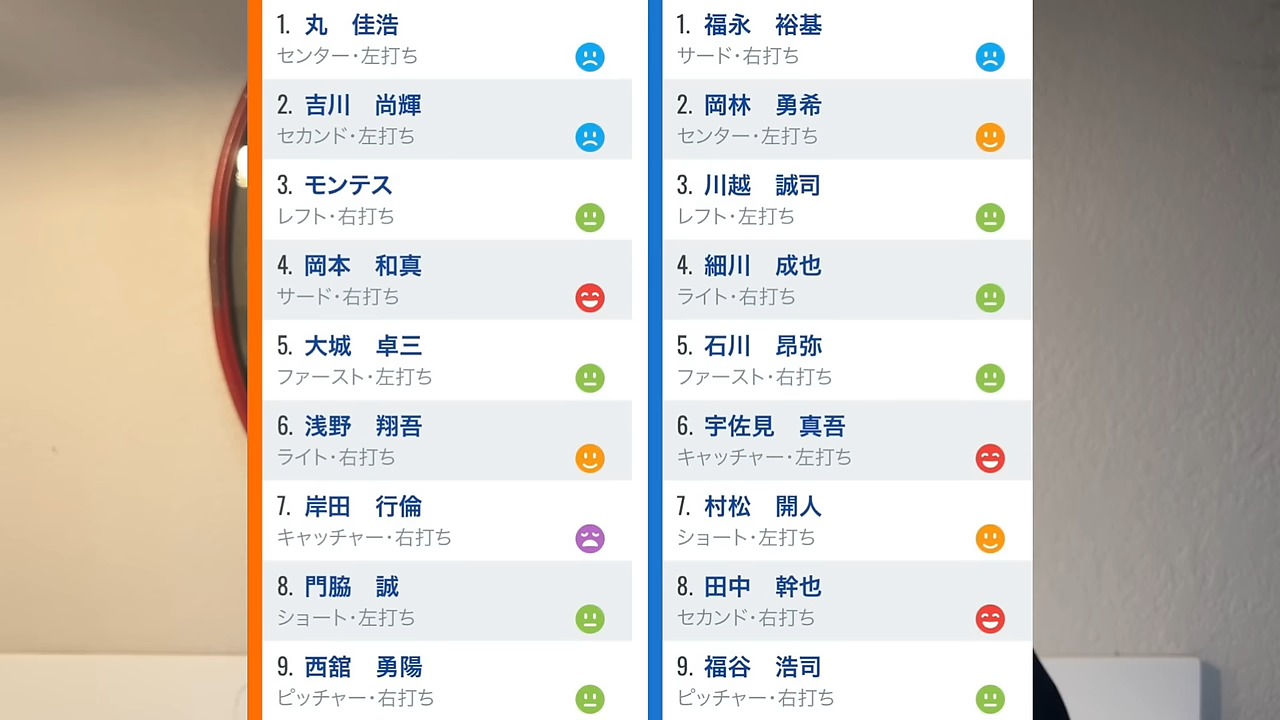 1. 丸　佳浩
センター・左打ち
2. 吉川　尚輝
セカンド・左打ち
3. モンテス
レフト・右打ち
4. 岡本　和真
サード・右打ち
5. 大城　卓三
ファースト・左打ち
6. 浅野　翔吾
ライト・右打ち
7. 岸田　行倫
キャッチャー・右打ち
8. 門脇　誠
ショート・左打ち
9. 西舘　勇陽
ピッチャー・右打ち
1. 福永　裕基
サード・右打ち
2. 岡林　勇希
センター・左打ち
3. 川越　誠司
レフト・左打ち
4. 細川　成也
ライト・右打ち
5. 石川　昂弥
ファースト・右打ち
6. 宇佐見　真吾
キャッチャー・左打ち
7. 村松　開人
ショート・左打ち
8. 田中　幹也
セカンド・右打ち
9. 福谷　浩司
ピッチャー・右打ち